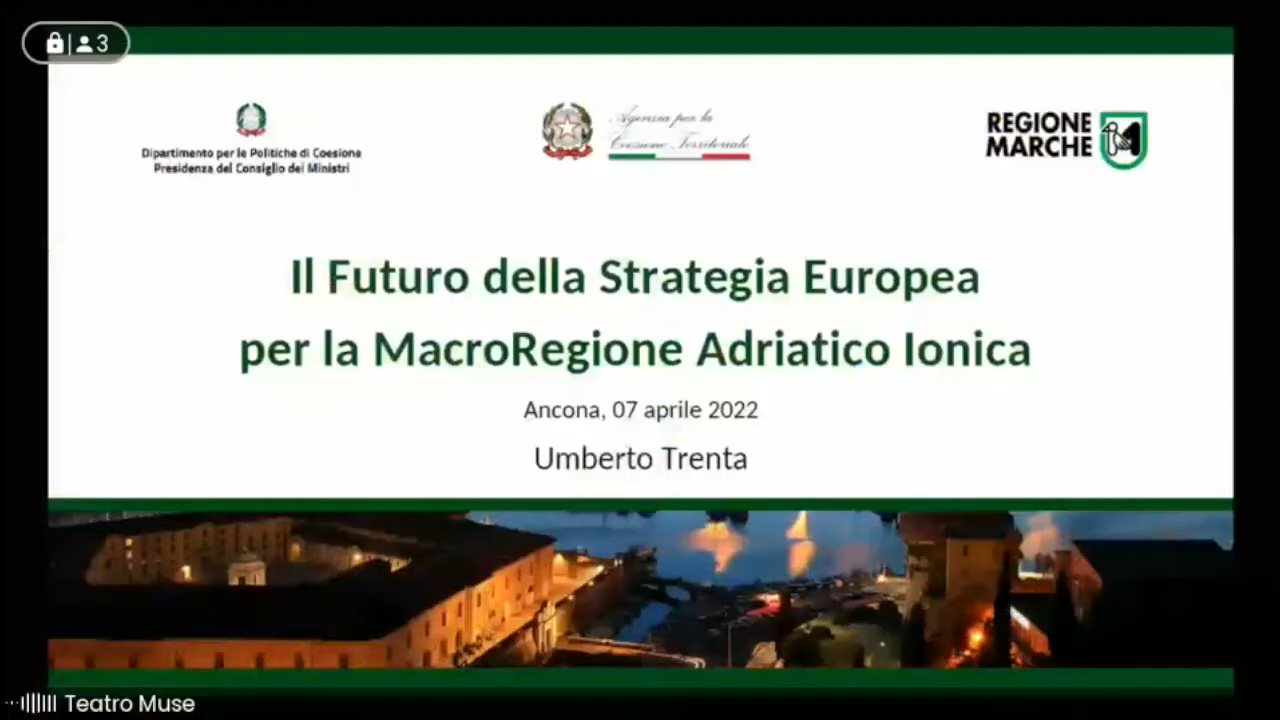 3
Dipartimento per le Politiche di Coesione
Presidenza del Consiglio dei Ministri
Agenzia per la
Coesione Territoriale
REGIONE
MARCHE
Il Futuro della Strategia Europea
per la MacroRegione Adriatico Ionica
Ancona, 07 aprile 2022
Umberto Trenta
Teatro Muse